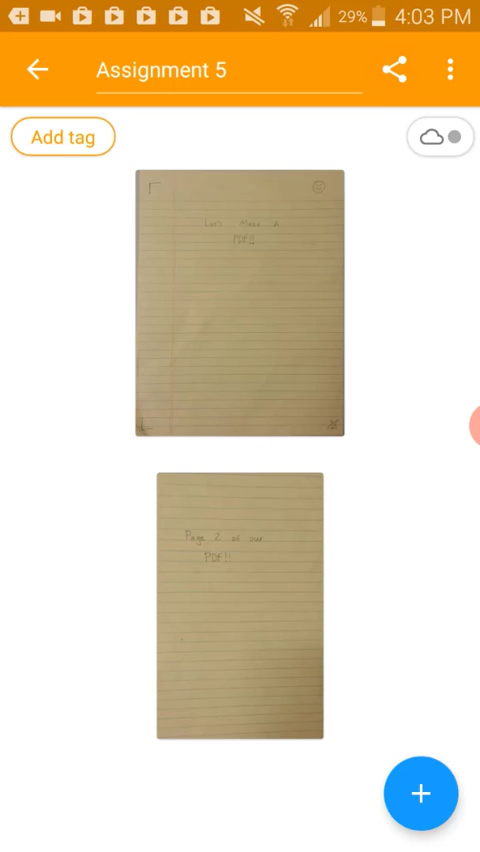 29% 4:03 PM
Assignment 5
Add tag
Let's Make A
PDF!!
Page 2 of our
PDF!!